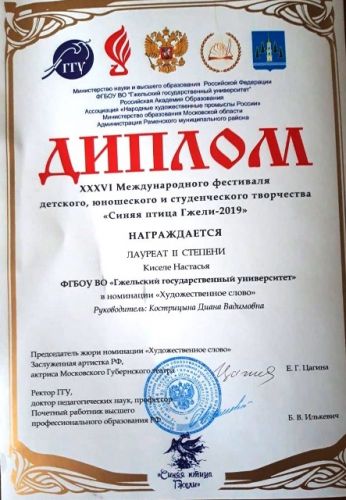 ГГУ
Министерство науки и высшего образования Российской Федерации
ФГБОУ ВО "Гжельский государственный университет"
Российская Академия Образования
Ассоциация «Народные художественные промыслы России»
Министерство образования Московской области
Администрация Раменского муниципального района
ДИПЛОМ
XXXVI Международного фестиваля
детского, юношеского и студенческого творчества
«Синяя птица Гжели-2019»
НАГРАЖДАЕТСЯ
ЛАУРЕАТ II СТЕПЕНИ
Киселе Настасья
ФГБОУ ВО «Гжельский государственный университет»
в номинации «Художественное слово»
Руководитель: Кострицына Диана Вадимовна
Председатель жюри номинации «Художественное слово»
Заслуженная артистка РФ,
актриса Московского Губернского театра
Е. Г. Цагина
Ректор ГГУ,
доктор педагогических наук, профессор
Почетный работник высшего
профессионального образования РФ
Б. В. Илькевич
«Синяя птица
Гжели»